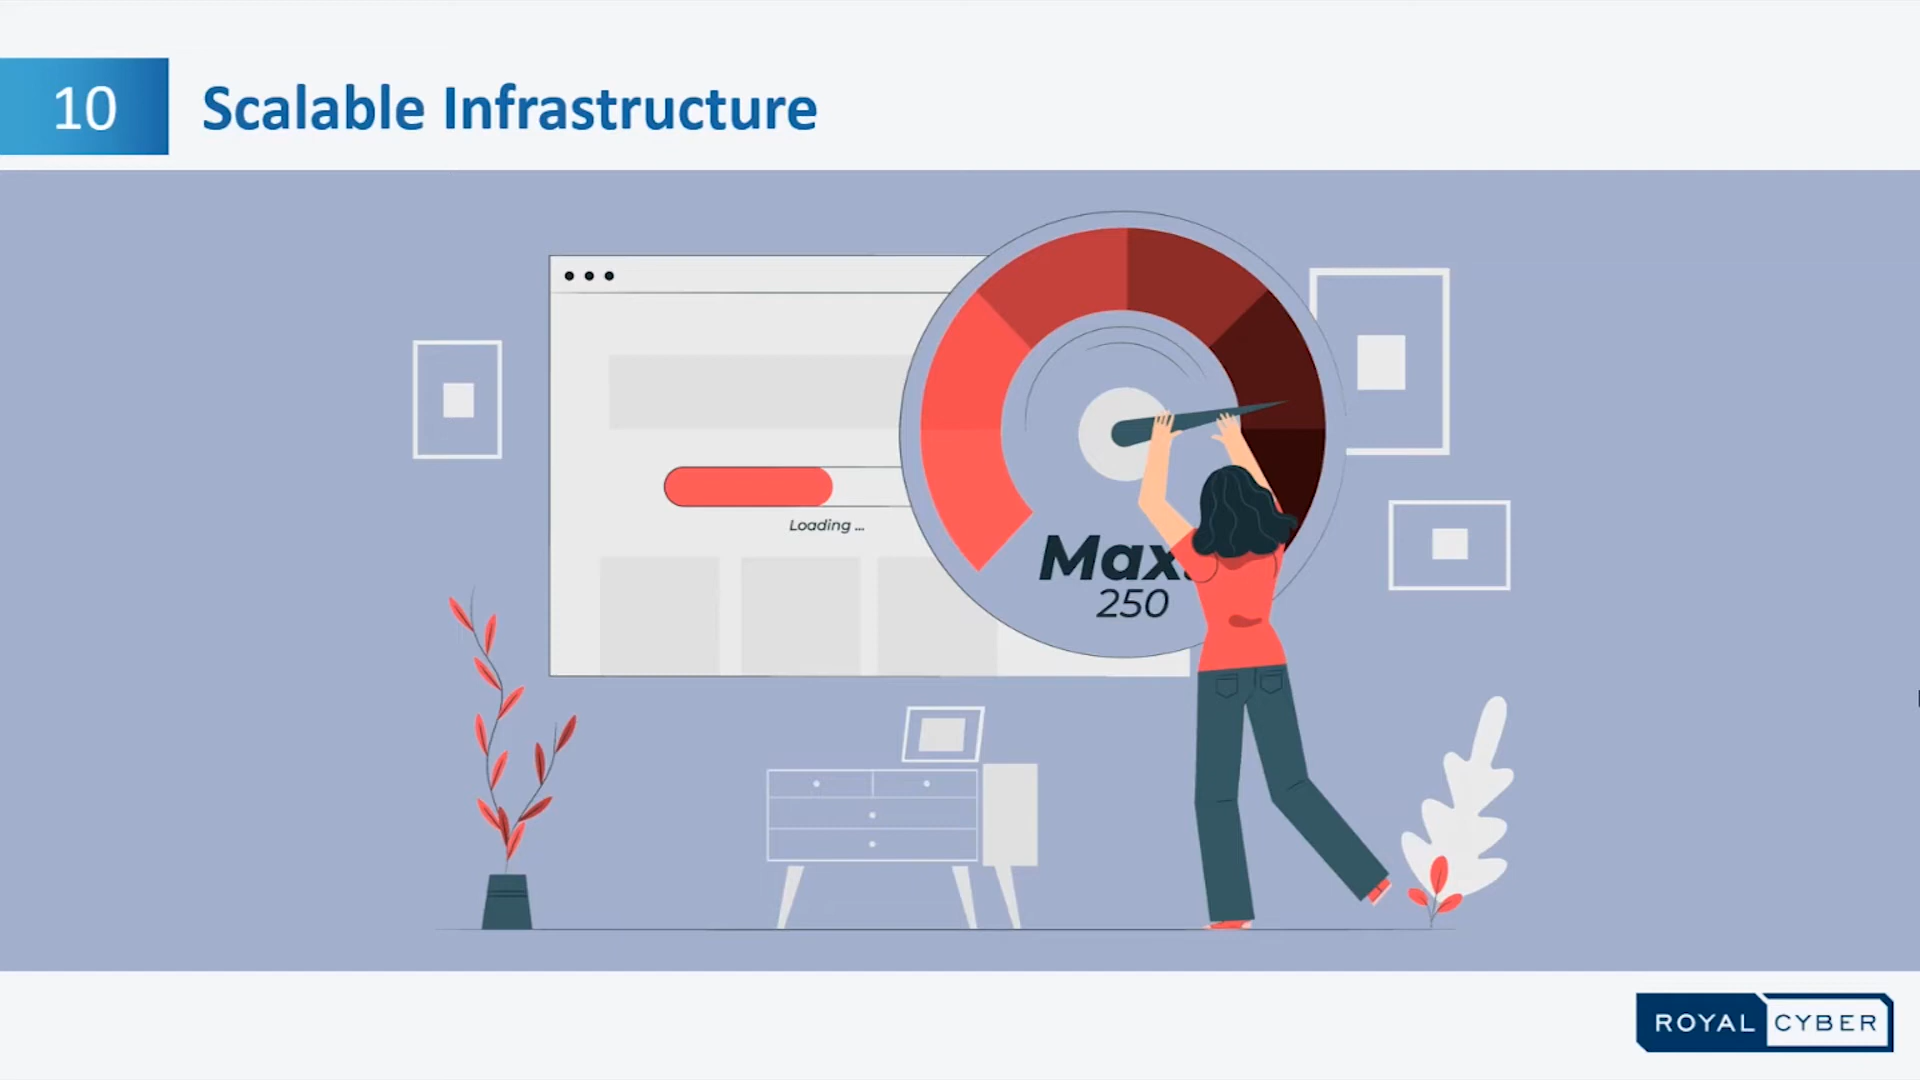 10
Scalable Infrastructure
Loading ...
Max.
250
ROYAL CYBER